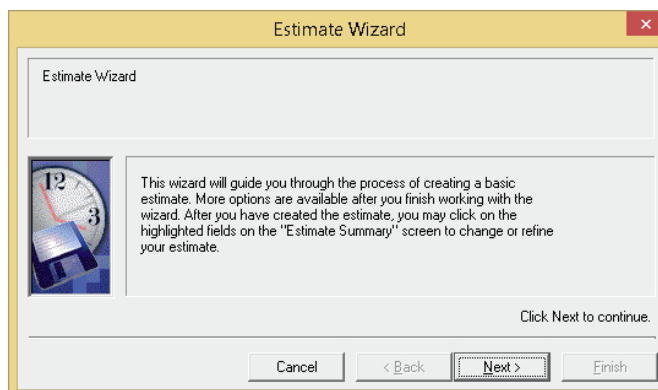 Estimate Wizard
Estimate Wizard
12
3
This wizard will guide you through the process of creating a basic
estimate. More options are available after you finish working with the
wizard. After you have created the estimate, you may click on the
highlighted fields on the "Estimate Summary" screen to change or refine
your estimate.
Click Next to continue.
Cancel
< Back
Next >
Finish